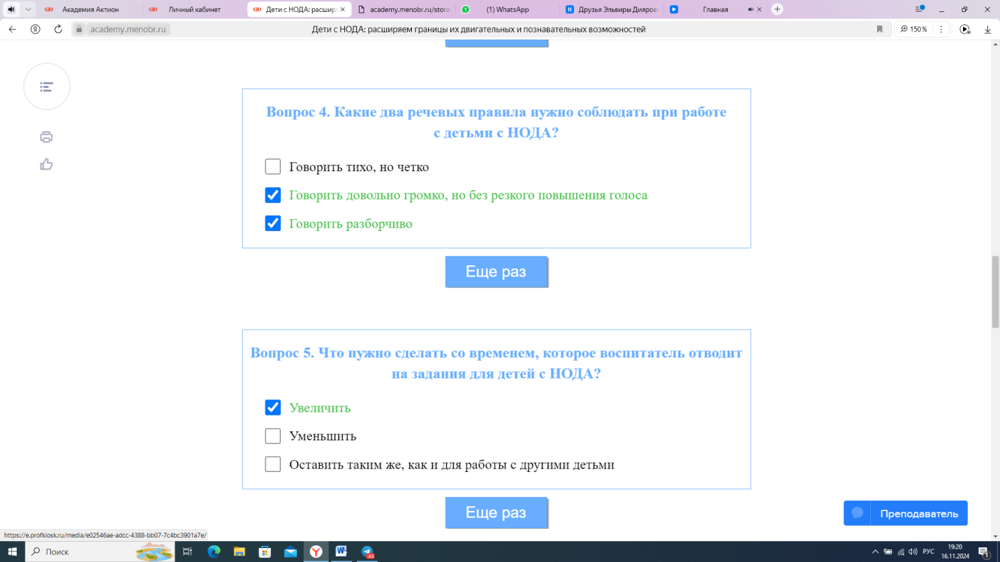 Академия Актион
Личный кабинет
Дети с НОДА: расшир
academy.menobr.ru/stora
(1) WhatsApp
Друзья Эльвиры Дияров
Главная
academy.menobr.ru
Дети с НОДА: расширяем границы их двигательных и познавательных возможностей
150 %
Вопрос 4. Какие два речевых правила нужно соблюдать при работе
с детьми с НОДА?
Говорить тихо, но четко
Говорить довольно громко, но без резкого повышения голоса
Говорить разборчиво
Еще раз
Вопрос 5. Что нужно сделать со временем, которое воспитатель отводит
на задания для детей с НОДА?
Увеличить
Уменьшить
Оставить таким же, как и для работы с другими детьми
Еще раз
Преподаватель
https://e.profkiosk.ru/media/e02546ae-adcc-4388-bb07-7c4bc3901a7e/
Поиск
РУС
19:20
16.11.2024